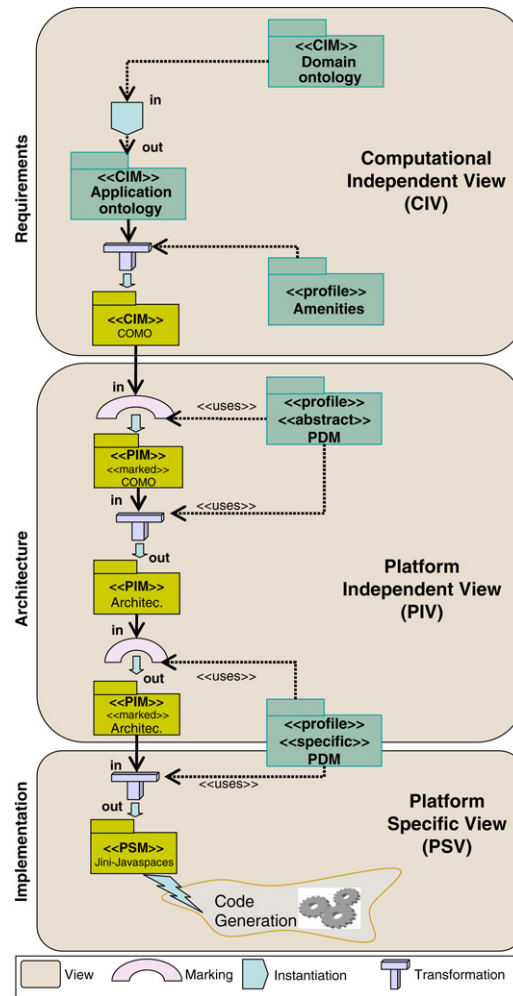 Requirements
<<CIM>>
Domain
ontology
in
out
<<CIM>>
Application
ontology
Computational
Independent View
(CIV)
<<profile>>
Amenities
<<CIM>>
COMO
Architecture
in
<<uses>>
<<profile>>
<<abstract>>
PDM
<<PIM>>
<<marked>>
COMO
in
<<uses>>
out
<<PIM>>
Architec.
Platform
Independent View
(PIV)
in
out
<<uses>>
<<PIM>>
<<marked>>
Architec.
<<profile>>
<<specific>>
PDM
Implementation
in
<<uses>>
out
<<PSM>>
Jini-Javaspaces
Platform
Specific View
(PSV)
Code
Generation
View
Marking
Instantiation
Transformation